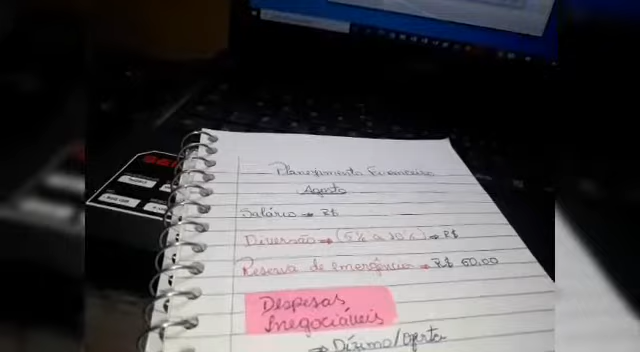 Planejamento Financeiro
Agosto
Salário → R$
Diversão → (5% a 10%) → R$
Reserva de emergência → R$ 60,00
Despesas
Inegociáveis
→ Dízimo/Oferta